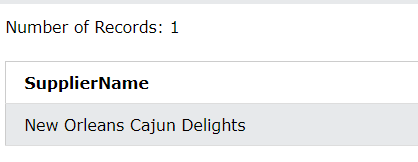 Number of Records: 1
SupplierName
New Orleans Cajun Delights